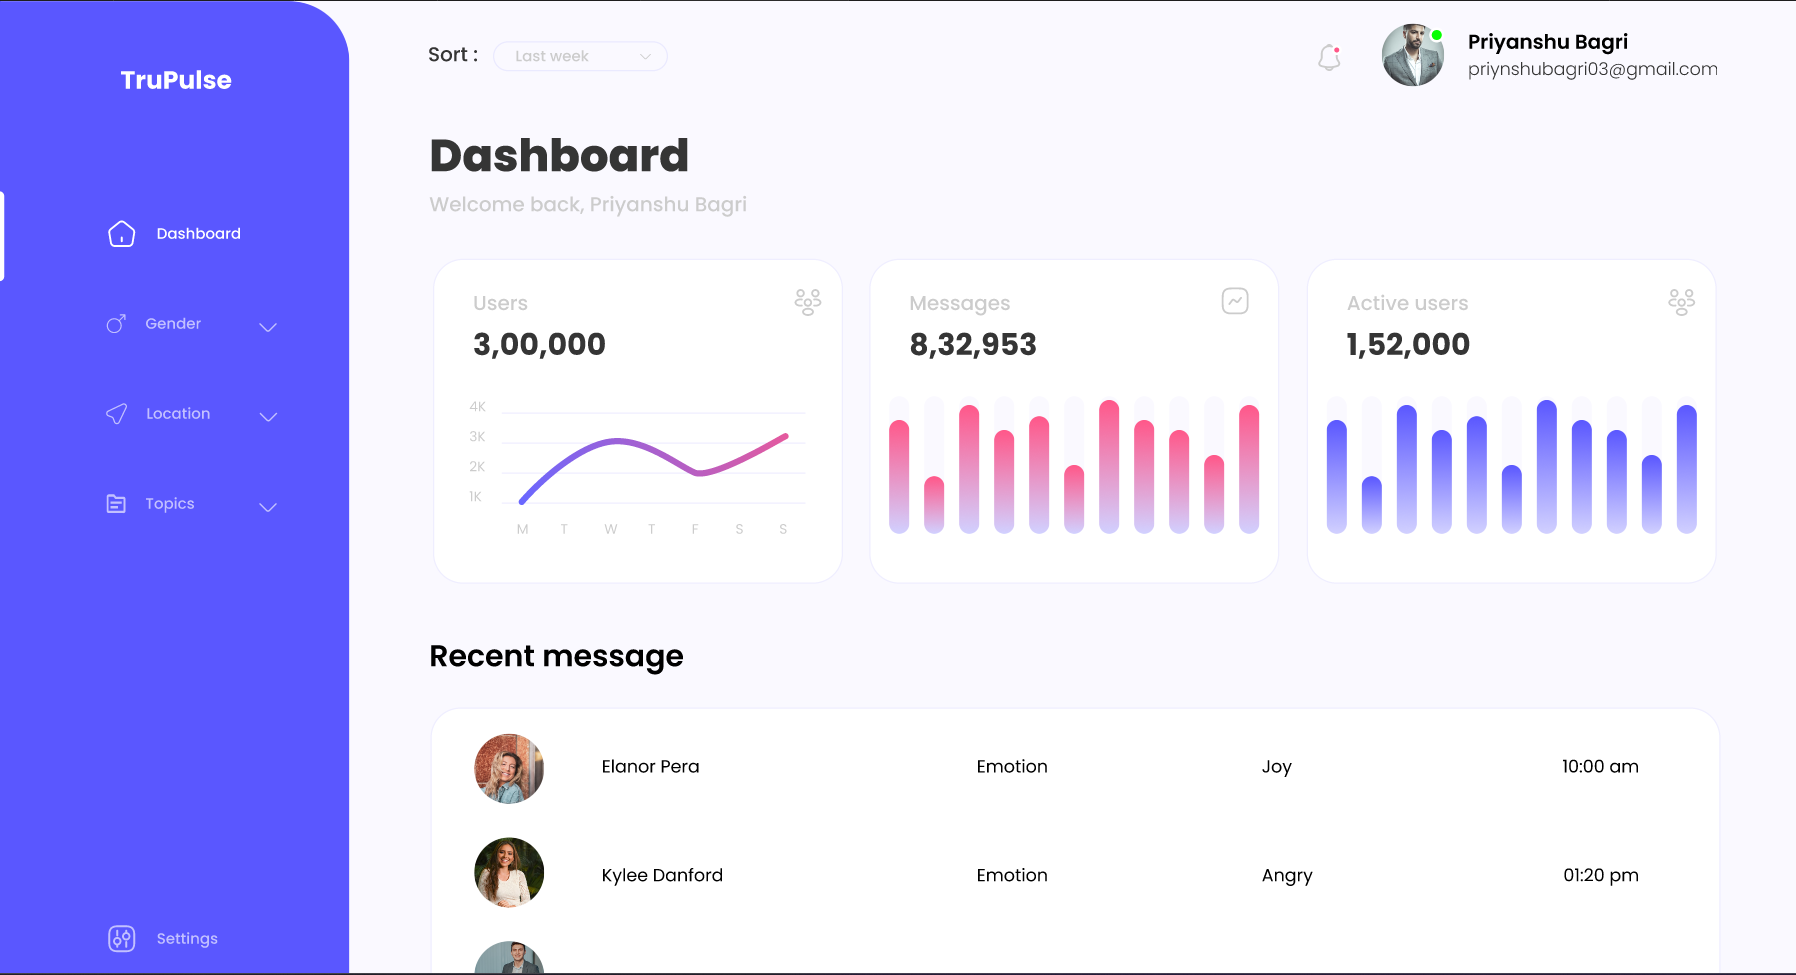 TruPulse
Dashboard
Gender
Location
Topics
Settings
Sort :
Last week
Priyanshu Bagri
priynshubagri03@gmail.com
Dashboard
Welcome back, Priyanshu Bagri
Users
3,00,000
4K
3K
2K
1K
M T W T F S S
Messages
8,32,953
Active users
1,52,000
Recent message
Elanor Pera Emotion Joy 10:00 am
Kylee Danford Emotion Angry 01:20 pm